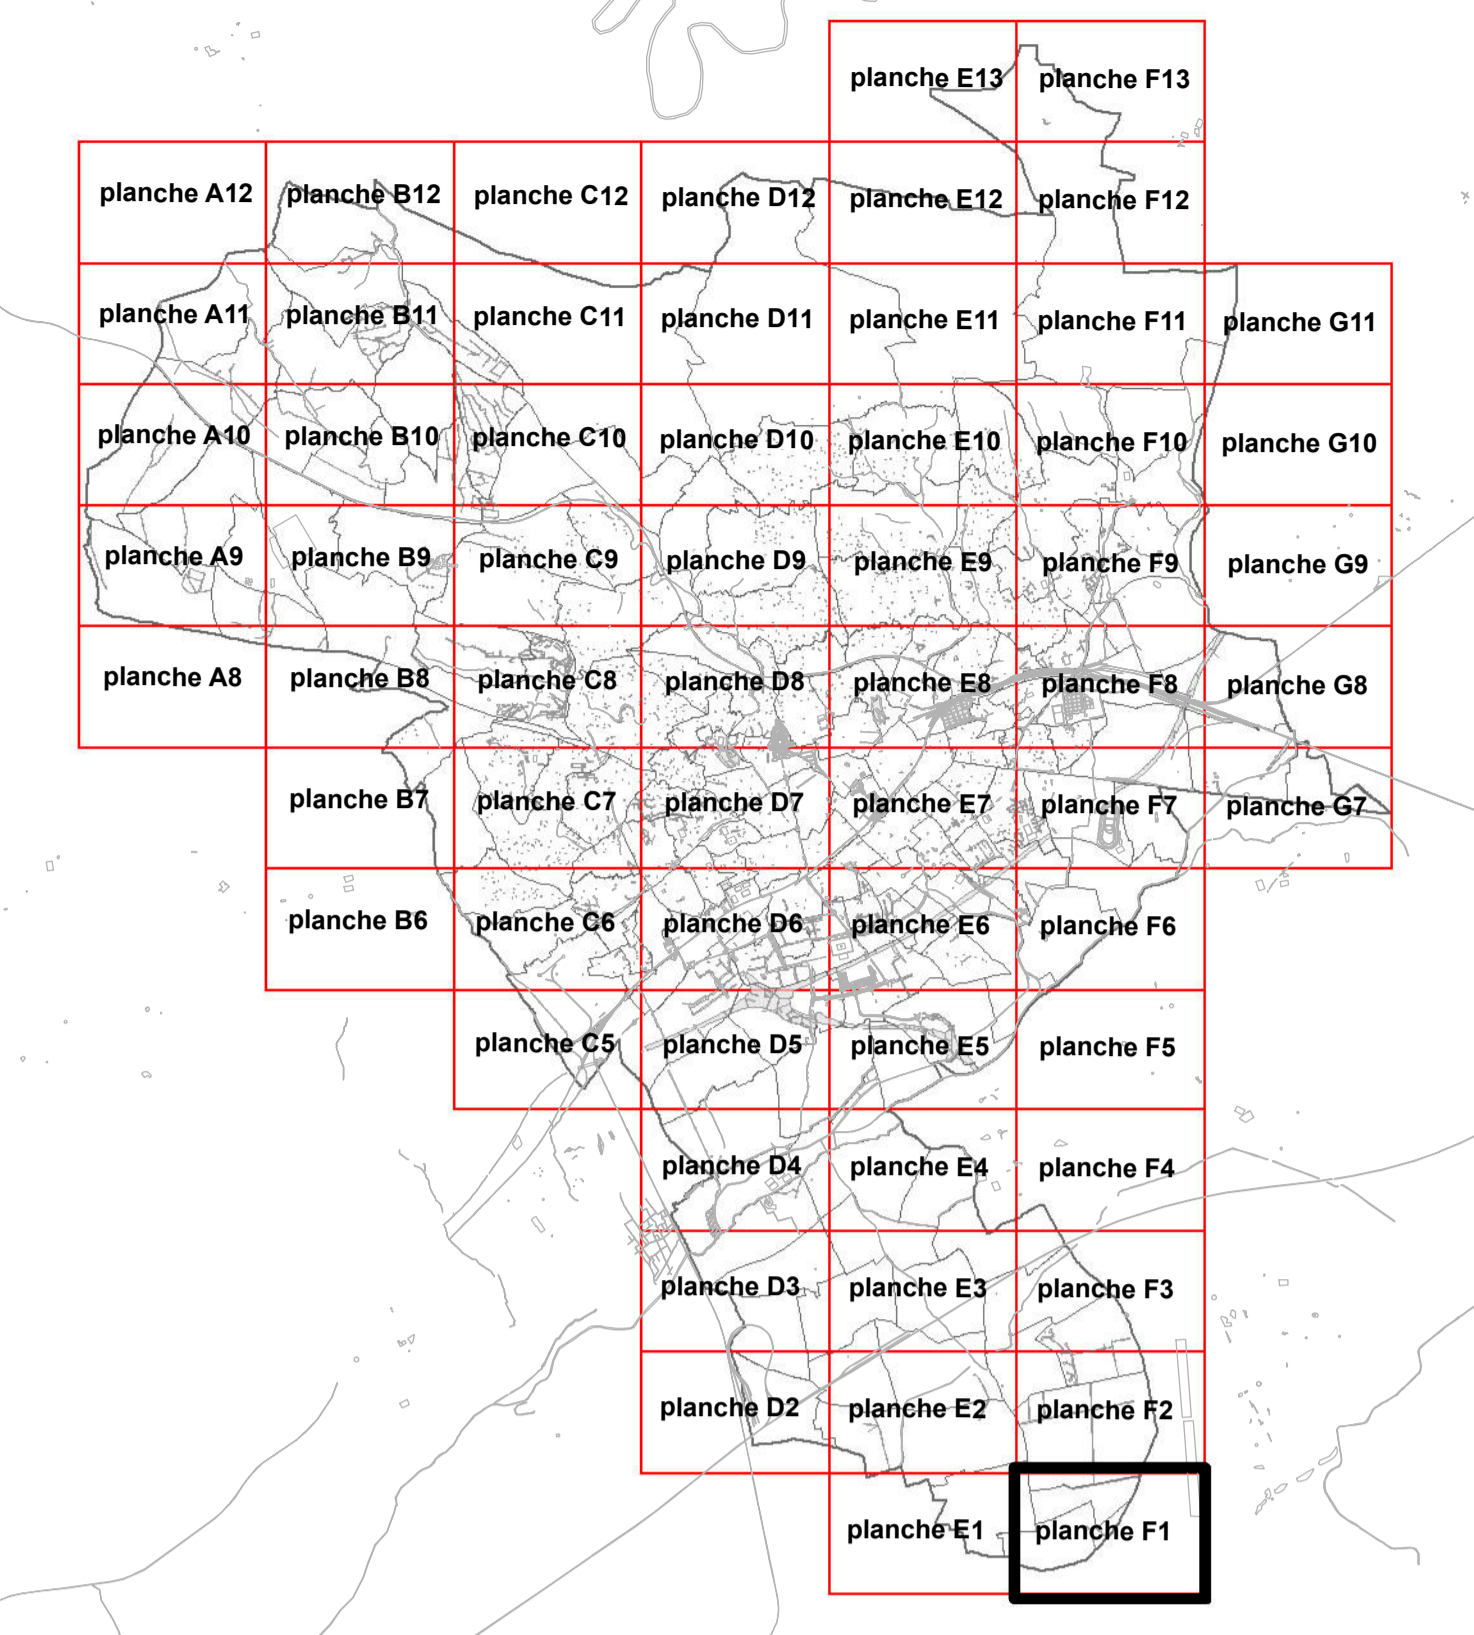 planche E13
planche F13
planche A12
planche B12
planche C12
planche D12
planche E12
planche F12
planche A11
planche B11
planche C11
planche D11
planche E11
planche F11
planche G11
planche A10
planche B10
planche C10
planche D10
planche E10
planche F10
planche G10
planche A9
planche B9
planche C9
planche D9
planche E9
planche F9
planche G9
planche A8
planche B8
planche C8
planche D8
planche E8
planche F8
planche G8
planche B7
planche C7
planche D7
planche E7
planche F7
planche G7
planche B6
planche C6
planche D6
planche E6
planche F6
planche C5
planche D5
planche E5
planche F5
planche D4
planche E4
planche F4
planche D3
planche E3
planche F3
planche D2
planche E2
planche F2
planche E1
planche F1